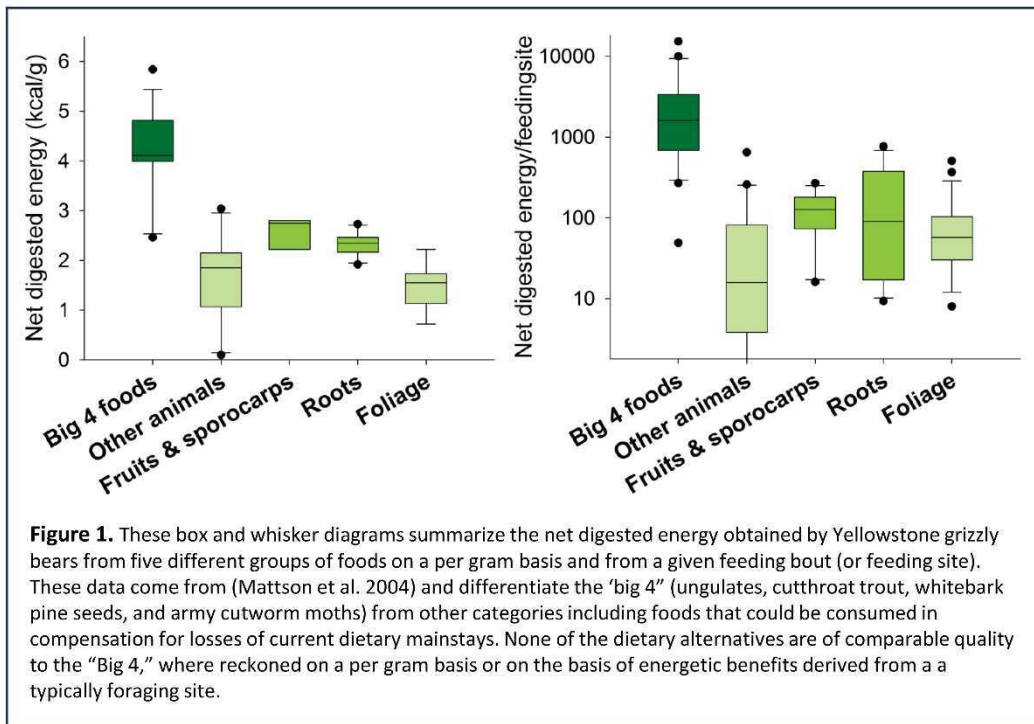 Net digested energy (kcal/g)
6
5
4
3
2
1
0
Big 4 foods
Other animals
Fruits & sporocarps
Roots
Foliage
Net digested energy/feedingsite
10000
1000
100
10
Big 4 foods
Other animals
Fruits & sporocarps
Roots
Foliage
Figure 1. These box and whisker diagrams summarize the net digested energy obtained by Yellowstone grizzly
bears from five different groups of foods on a per gram basis and from a given feeding bout (or feeding site).
These data come from (Mattson et al. 2004) and differentiate the ‘big 4” (ungulates, cutthroat trout, whitebark
pine seeds, and army cutworm moths) from other categories including foods that could be consumed in
compensation for losses of current dietary mainstays. None of the dietary alternatives are of comparable quality
to the “Big 4,” where reckoned on a per gram basis or on the basis of energetic benefits derived from a a
typically foraging site.